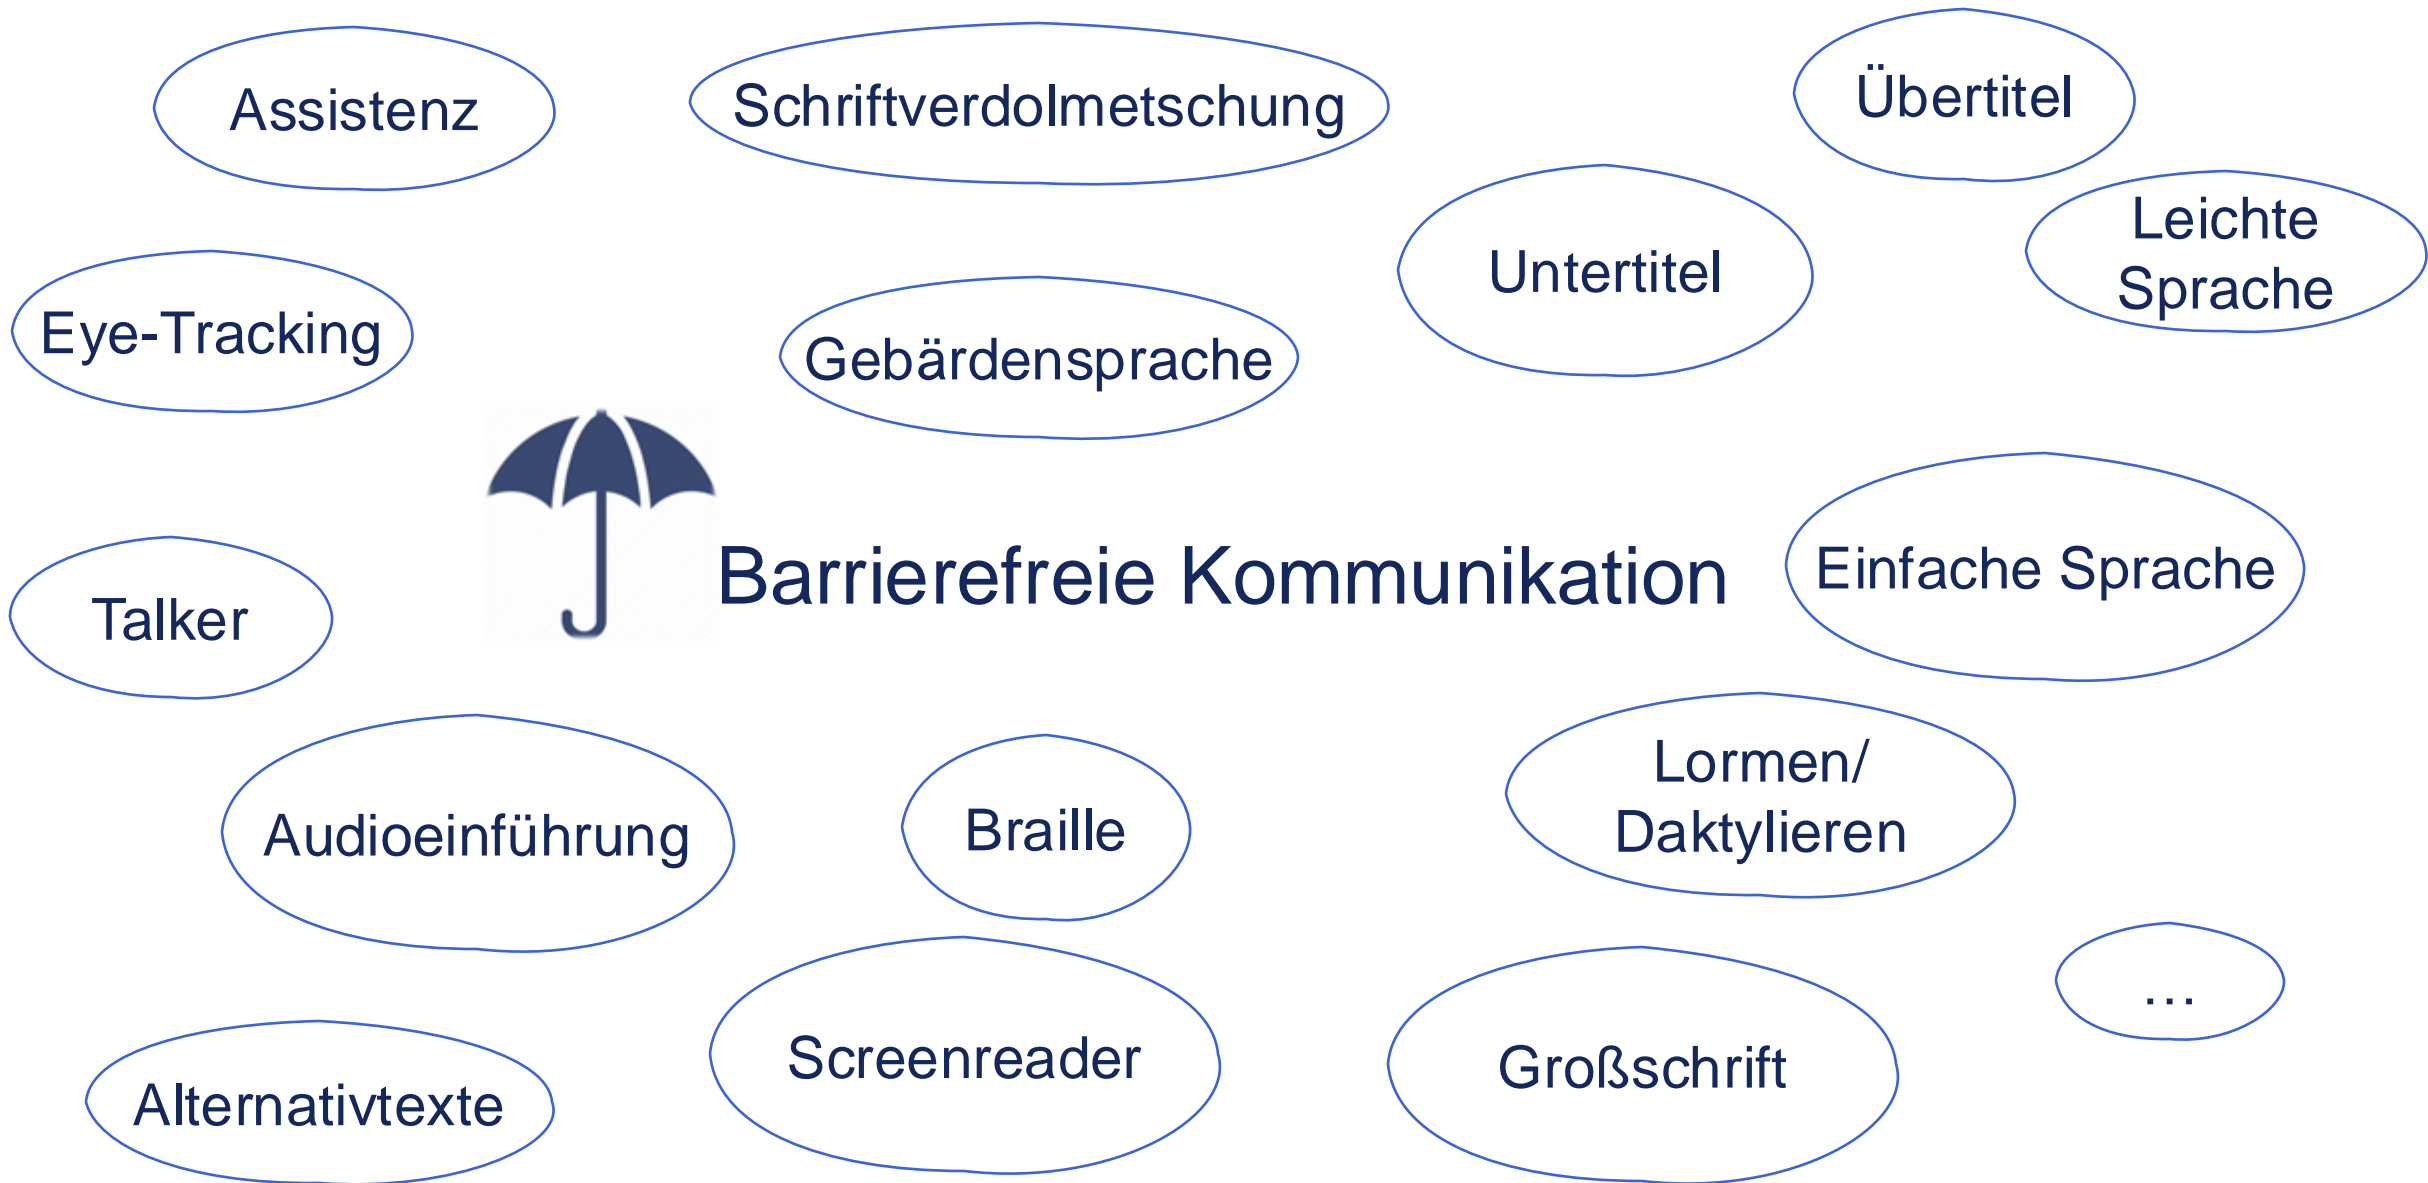 Assistenz
Schriftverdolmetschung
Übertitel
Leichte
Sprache
Untertitel
Eye-Tracking
Gebärdensprache
Barrierefreie Kommunikation
Einfache Sprache
Talker
Lormen/
Daktylieren
Audioeinführung
Braille
...
Screenreader
Großschrift
Alternativtexte